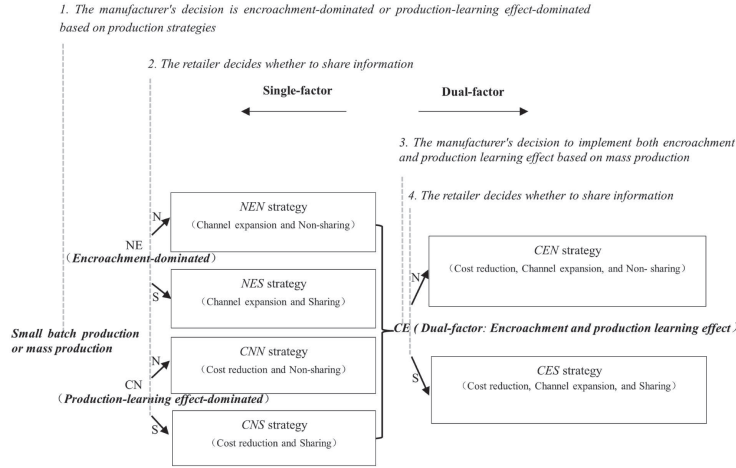 1. The manufacturer's decision is encroachment-dominated or production-learning effect-dominated
based on production strategies
2. The retailer decides whether to share information
Single-factor
Dual-factor
3. The manufacturer's decision to implement both encroachment
and production learning effect based on mass production
4. The retailer decides whether to share information
N
NEN strategy
（Channel expansion and Non-sharing）
NE
（Encroachment-dominated）
S
NES strategy
（Channel expansion and Sharing）
Small batch production
or mass production
N
CNN strategy
（Cost reduction and Non-sharing）
CN
（Production-learning effect-dominated）
S
CNS strategy
（Cost reduction and Sharing）
N
CEN strategy
（Cost reduction, Channel expansion, and Non- sharing）
CE ( Dual-factor: Encroachment and production learning effect ）
S
CES strategy
（Cost reduction, Channel expansion, and Sharing）